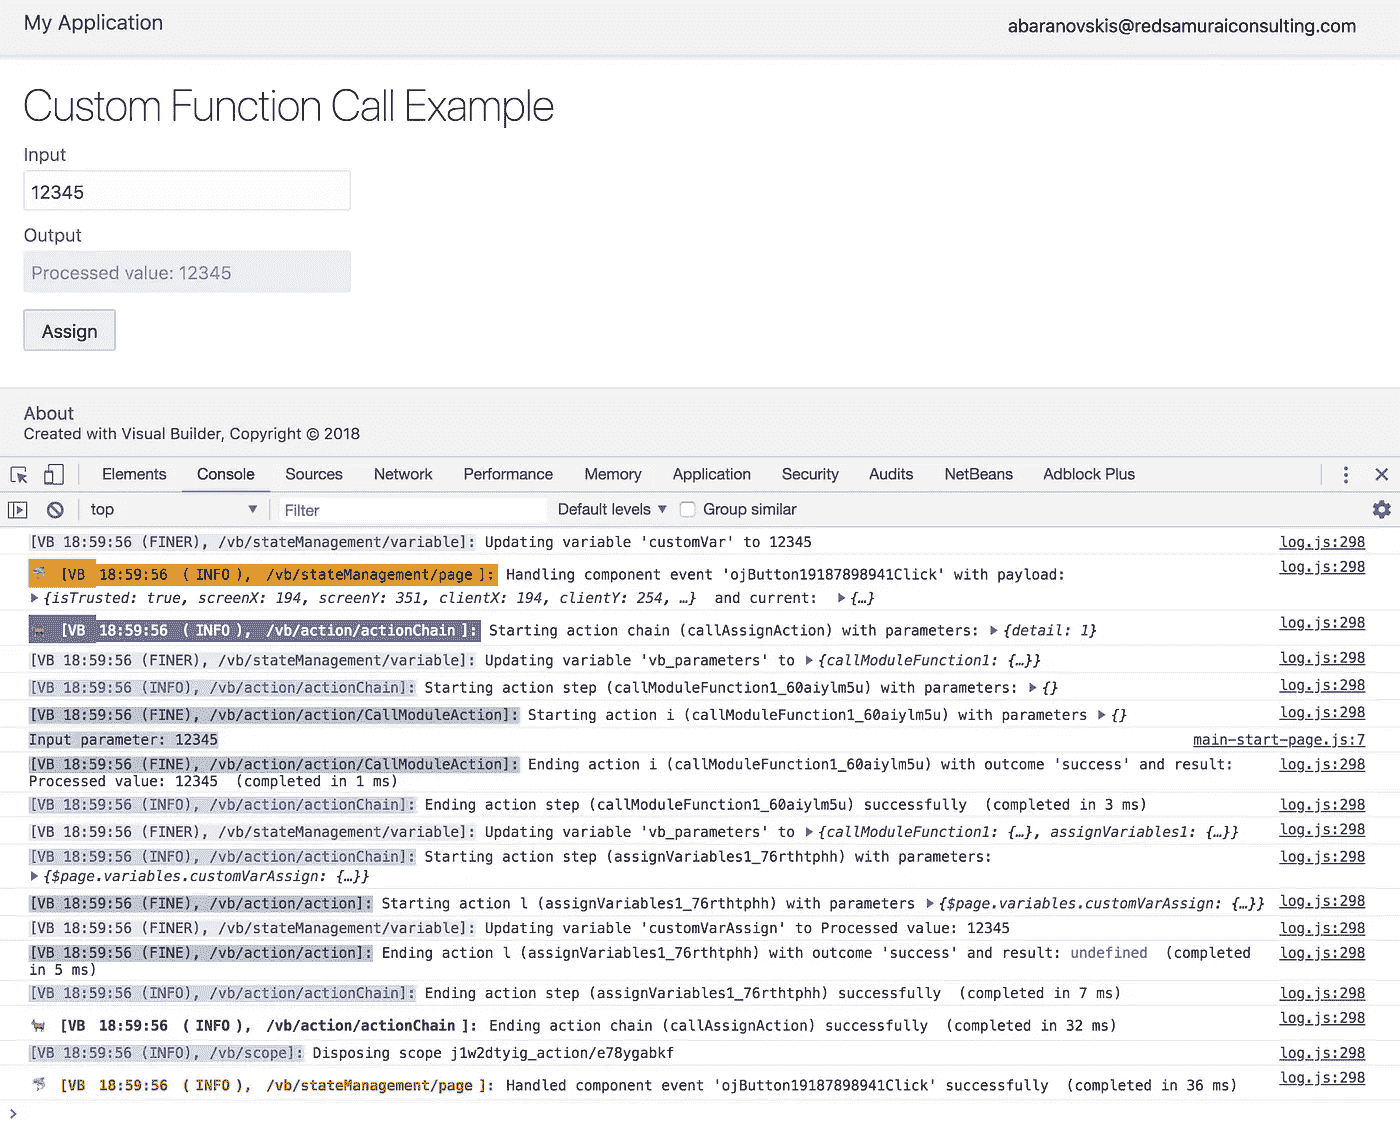 My Application
abaranovskis@redsamuraiconsulting.com
Custom Function Call Example
Input
12345
Output
Processed value: 12345
Assign
About
Created with Visual Builder, Copyright © 2018
Elements Console Sources Network Performance Memory Application Security Audits NetBeans Adblock Plus
top Filter Default levels Group similar
[VB 18:59:56 (FINER), /vb/stateManagement/variable]: Updating variable 'customVar' to 12345 log.js:298
[VB 18:59:56 (INFO), /vb/stateManagement/page]: Handling component event 'ojButton19187898941Click' with payload: log.js:298
{isTrusted: true, screenX: 194, screenY: 351, clientX: 194, clientY: 254, …} and current: {…}
[VB 18:59:56 (INFO), /vb/action/actionChain]: Starting action chain (callAssignAction) with parameters: {detail: 1} log.js:298
[VB 18:59:56 (FINER), /vb/stateManagement/variable]: Updating variable 'vb_parameters' to {callModuleFunction1: {…}} log.js:298
[VB 18:59:56 (INFO), /vb/action/actionChain]: Starting action step (callModuleFunction1_60aiylm5u) with parameters: {} log.js:298
[VB 18:59:56 (FINE), /vb/action/action/CallModuleAction]: Starting action i (callModuleFunction1_60aiylm5u) with parameters {} log.js:298
Input parameter: 12345 main-start-page.js:7
[VB 18:59:56 (FINE), /vb/action/action/CallModuleAction]: Ending action i (callModuleFunction1_60aiylm5u) with outcome 'success' and result: log.js:298
Processed value: 12345 (completed in 1 ms)
[VB 18:59:56 (INFO), /vb/action/actionChain]: Ending action step (callModuleFunction1_60aiylm5u) successfully (completed in 3 ms) log.js:298
[VB 18:59:56 (FINER), /vb/stateManagement/variable]: Updating variable 'vb_parameters' to {callModuleFunction1: {…}, assignVariables1: {…}} log.js:298
[VB 18:59:56 (INFO), /vb/action/actionChain]: Starting action step (assignVariables1_76rthtphh) with parameters: log.js:298
{$page.variables.customVarAssign: {…}}
[VB 18:59:56 (FINE), /vb/action/action]: Starting action l (assignVariables1_76rthtphh) with parameters {$page.variables.customVarAssign: {…}} log.js:298
[VB 18:59:56 (FINER), /vb/stateManagement/variable]: Updating variable 'customVarAssign' to Processed value: 12345 log.js:298
[VB 18:59:56 (FINE), /vb/action/action]: Ending action l (assignVariables1_76rthtphh) with outcome 'success' and result: undefined (completed log.js:298
in 5 ms)
[VB 18:59:56 (INFO), /vb/action/actionChain]: Ending action step (assignVariables1_76rthtphh) successfully (completed in 7 ms) log.js:298
[VB 18:59:56 (INFO), /vb/action/actionChain]: Ending action chain (callAssignAction) successfully (completed in 32 ms) log.js:298
[VB 18:59:56 (INFO), /vb/scope]: Disposing scope j1w2dtyig_action/e78ygabkf log.js:298
[VB 18:59:56 (INFO), /vb/stateManagement/page]: Handled component event 'ojButton19187898941Click' successfully (completed in 36 ms) log.js:298